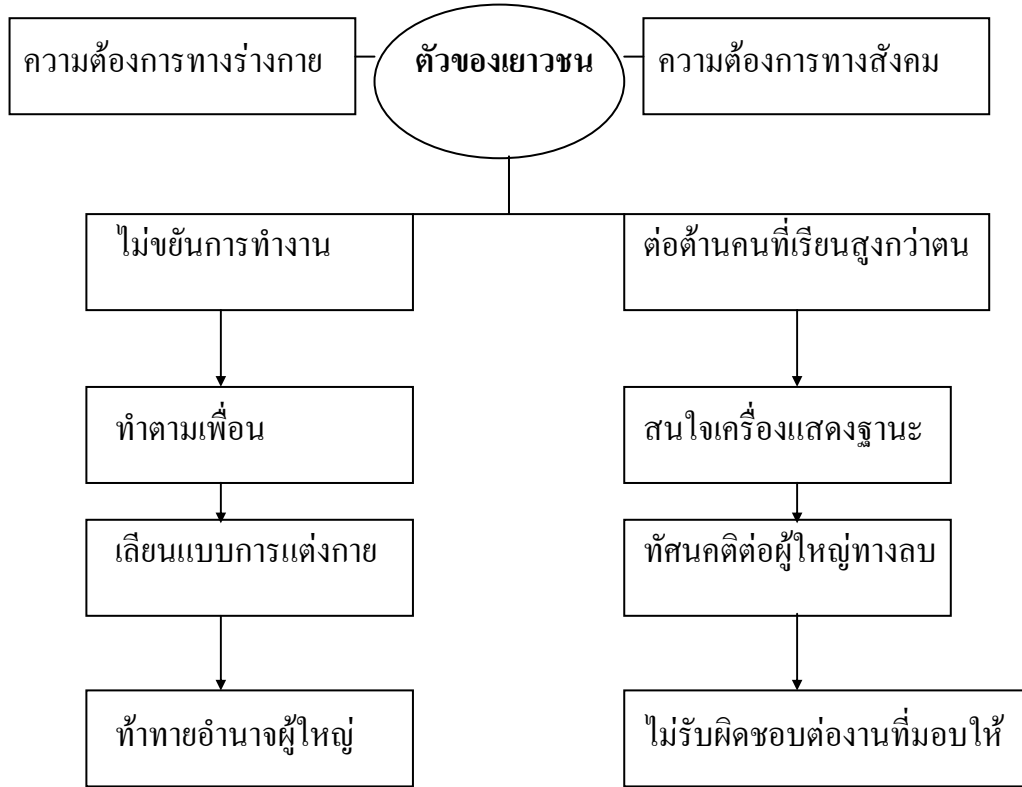 ความต้องการทางร่างกาย
ตัวของเยาวชน
ความต้องการทางสังคม
ไม่ขยันการทำงาน
ต่อต้านคนที่เรียนสูงกว่าตน
ทำตามเพื่อน
สนใจเครื่องแสดงฐานะ
เลียนแบบการแต่งกาย
ทัศนคติต่อผู้ใหญ่ทางลบ
ท้าทายอำนาจผู้ใหญ่
ไม่รับผิดชอบต่องานที่มอบให้